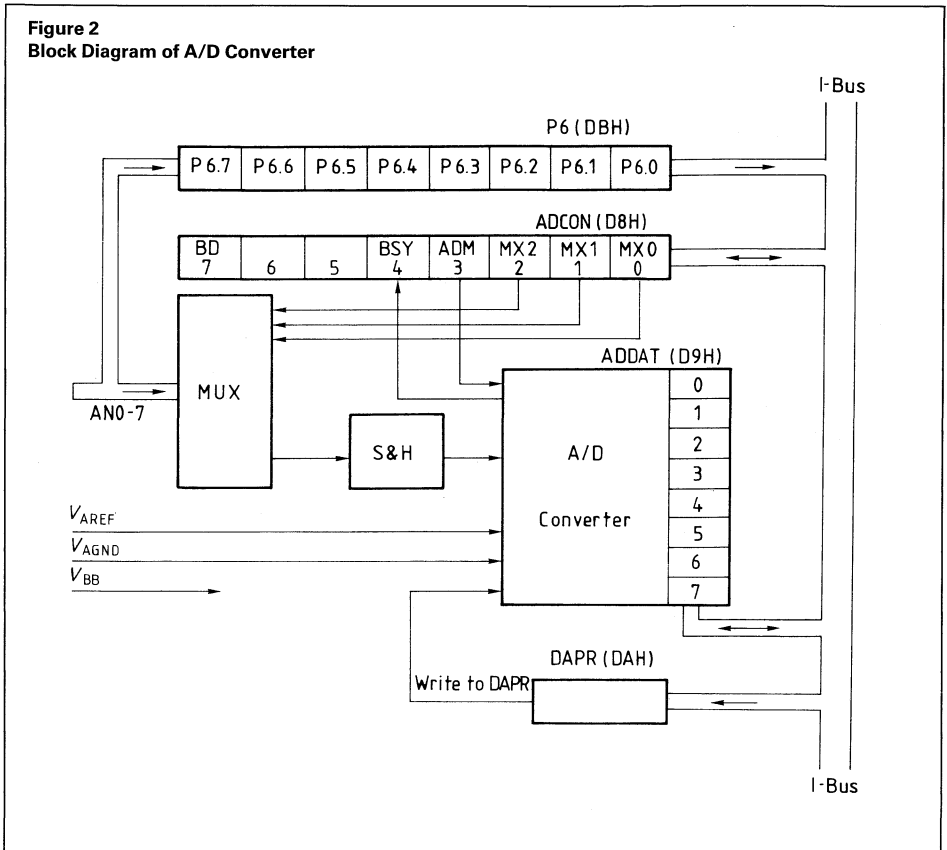 Figure 2
Block Diagram of A/D Converter
I-Bus
P6 (DBH)
P6.7 P6.6 P6.5 P6.4 P6.3 P6.2 P6.1 P6.0
ADCON (D8H)
BD BSY ADM MX2 MX1 MX0
7 6 5 4 3 2 1 0
ADDAT (D9H)
MUX
AN0-7
S&H
A/D
Converter
0
1
2
3
4
5
6
7
VAREF
VAGND
VBB
DAPR (DAH)
Write to DAPR
I-Bus